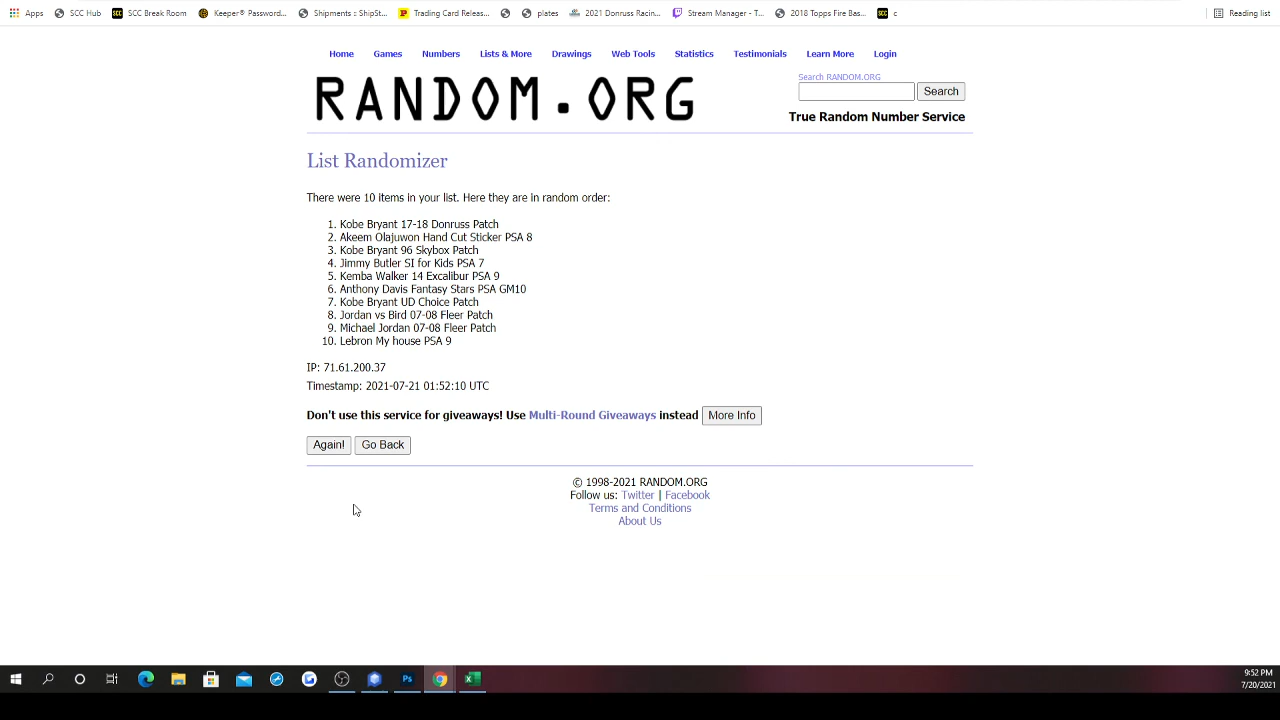 Apps SCC Hub SCC Break Room Keeper® Password... Shipments :: ShipSt... Trading Card Releas... plates 2021 Donruss Racin... Stream Manager - T... 2018 Topps Fire Bas... c Reading list
Home Games Numbers Lists & More Drawings Web Tools Statistics Testimonials Learn More Login
RANDOM.ORG
Search RANDOM.ORG
Search
True Random Number Service
List Randomizer
There were 10 items in your list. Here they are in random order:
1. Kobe Bryant 17-18 Donruss Patch
2. Akeem Olajuwon Hand Cut Sticker PSA 8
3. Kobe Bryant 96 Skybox Patch
4. Jimmy Butler SI for Kids PSA 7
5. Kemba Walker 14 Excalibur PSA 9
6. Anthony Davis Fantasy Stars PSA GM10
7. Kobe Bryant UD Choice Patch
8. Jordan vs Bird 07-08 Fleer Patch
9. Michael Jordan 07-08 Fleer Patch
10. Lebron My house PSA 9
IP: 71.61.200.37
Timestamp: 2021-07-21 01:52:10 UTC
Don't use this service for giveaways! Use Multi-Round Giveaways instead More Info
Again! Go Back
© 1998-2021 RANDOM.ORG
Follow us: Twitter | Facebook
Terms and Conditions
About Us
9:52 PM
7/20/2021